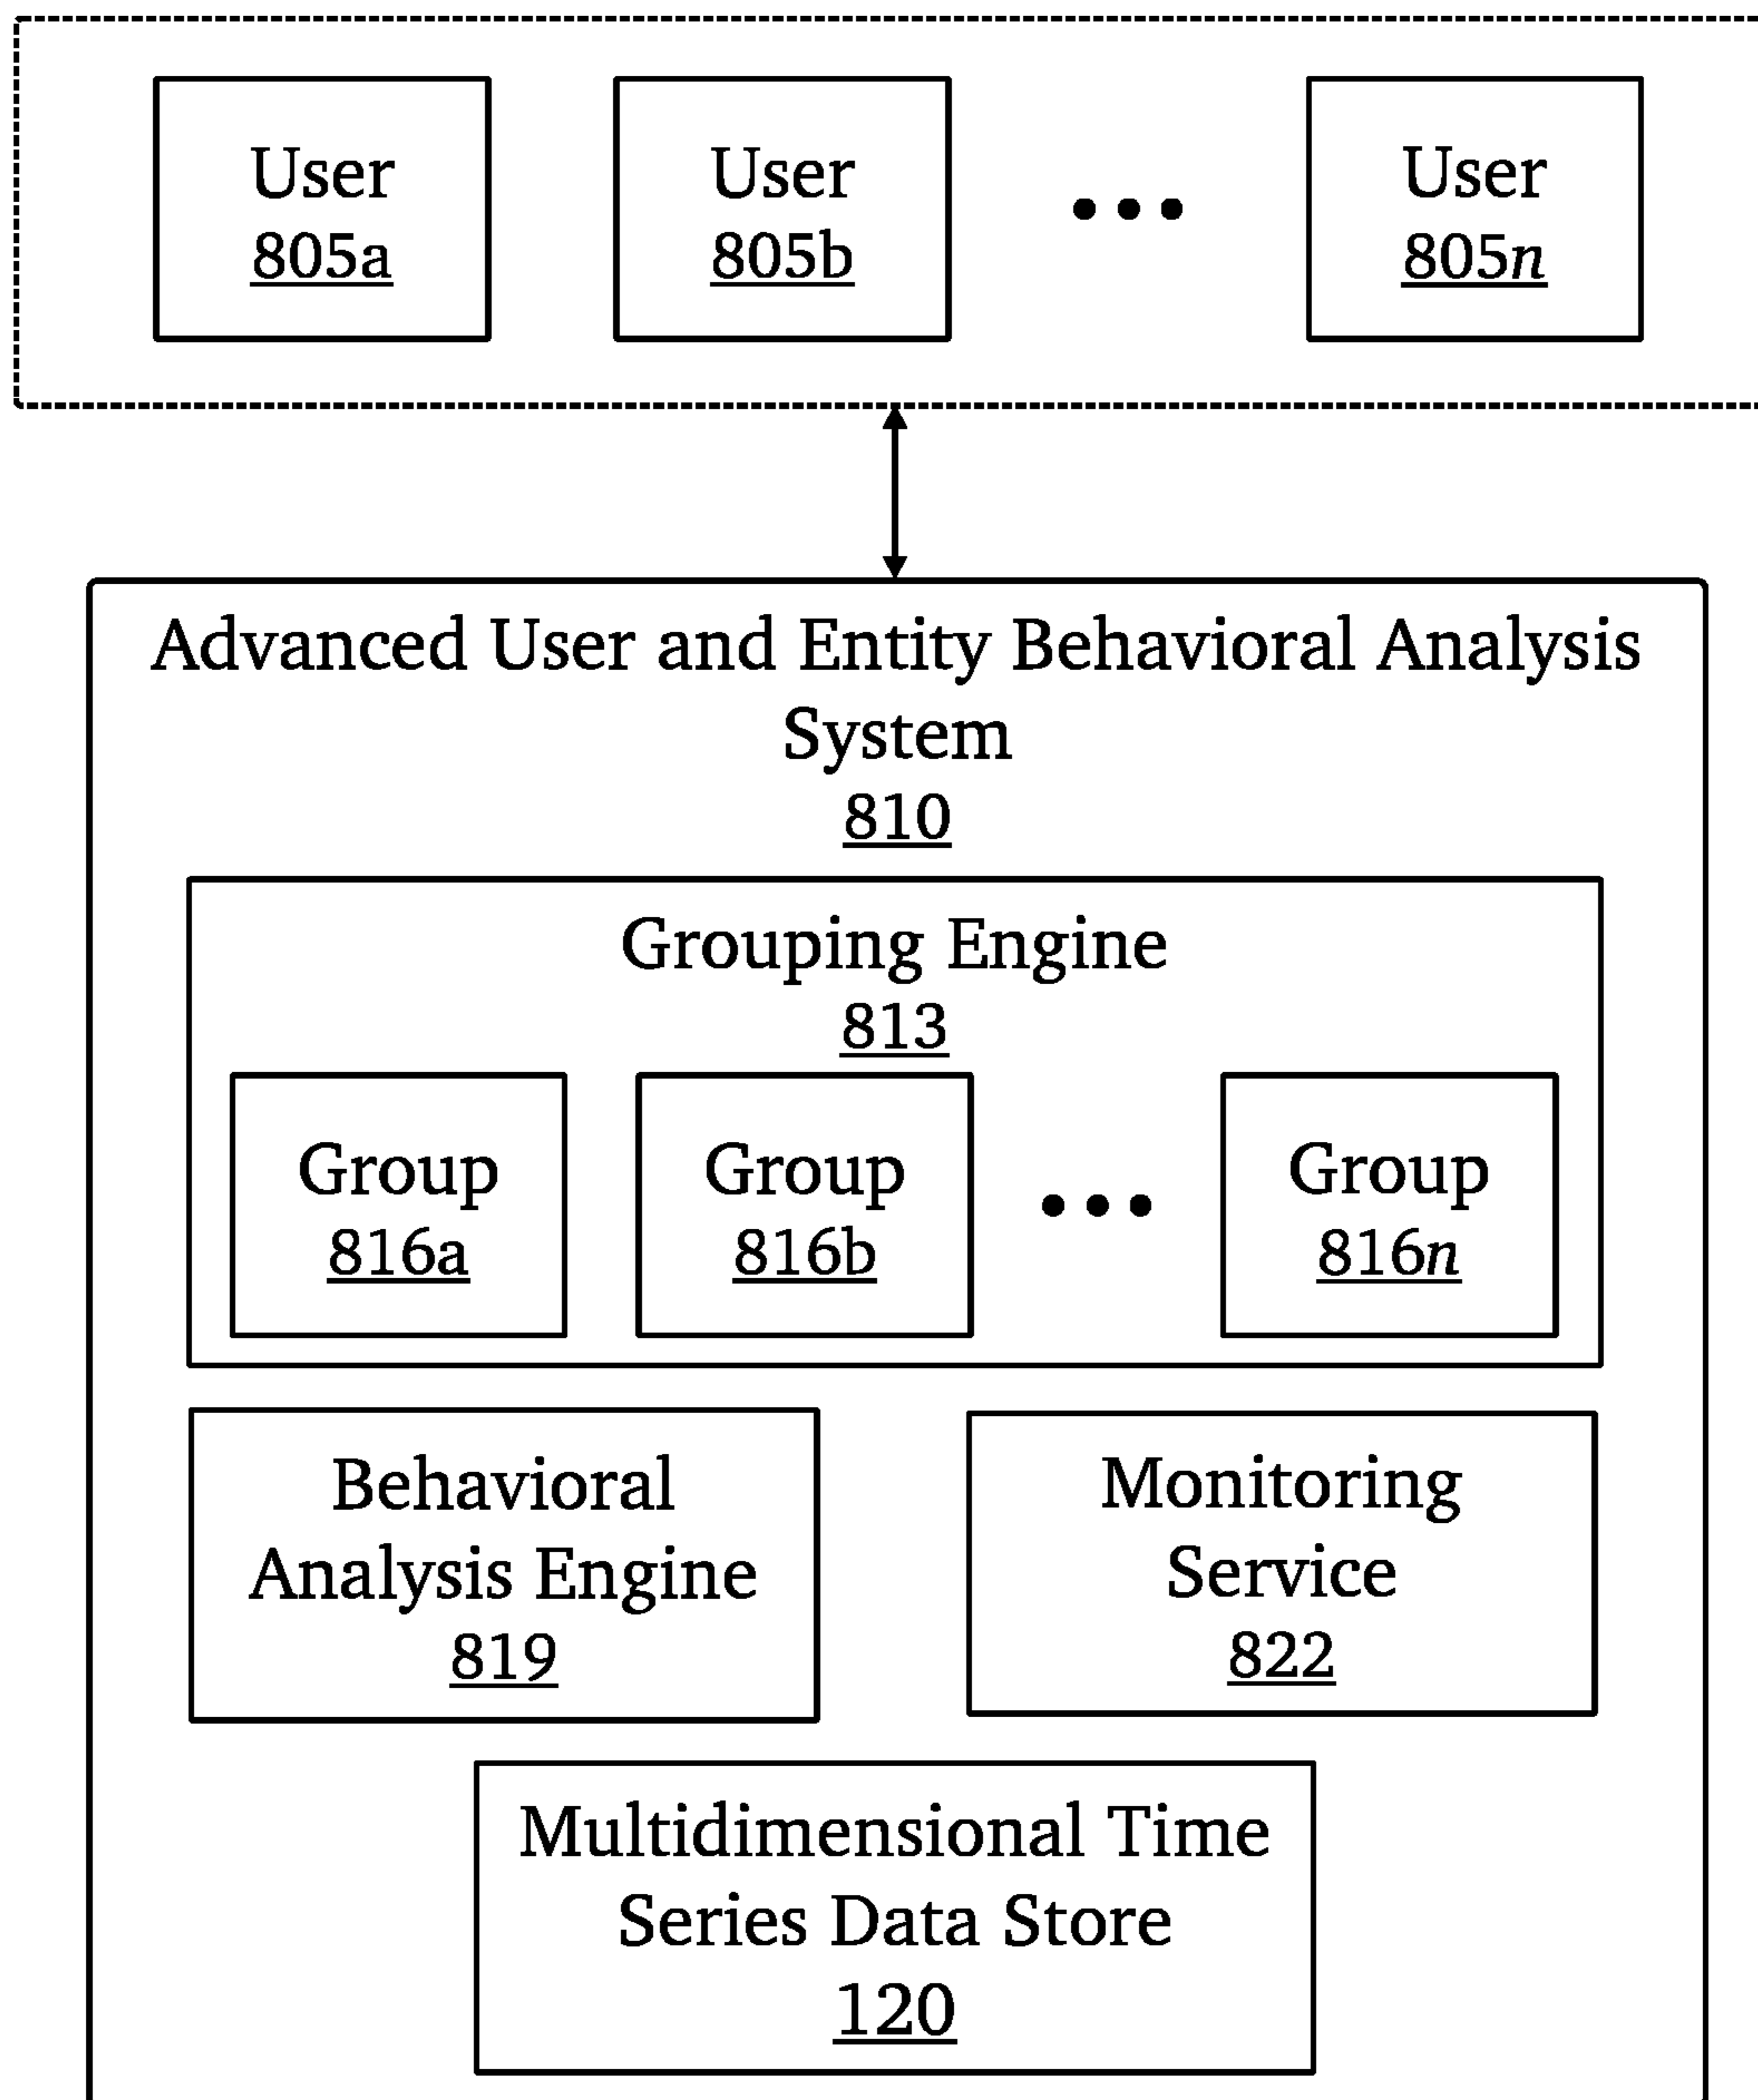 User
805a
User
805b
User
805n
Advanced User and Entity Behavioral Analysis
System
810
Grouping Engine
813
Group
816a
Group
816b
Group
816n
Behavioral
Analysis Engine
819
Monitoring
Service
822
Multidimensional Time
Series Data Store
120